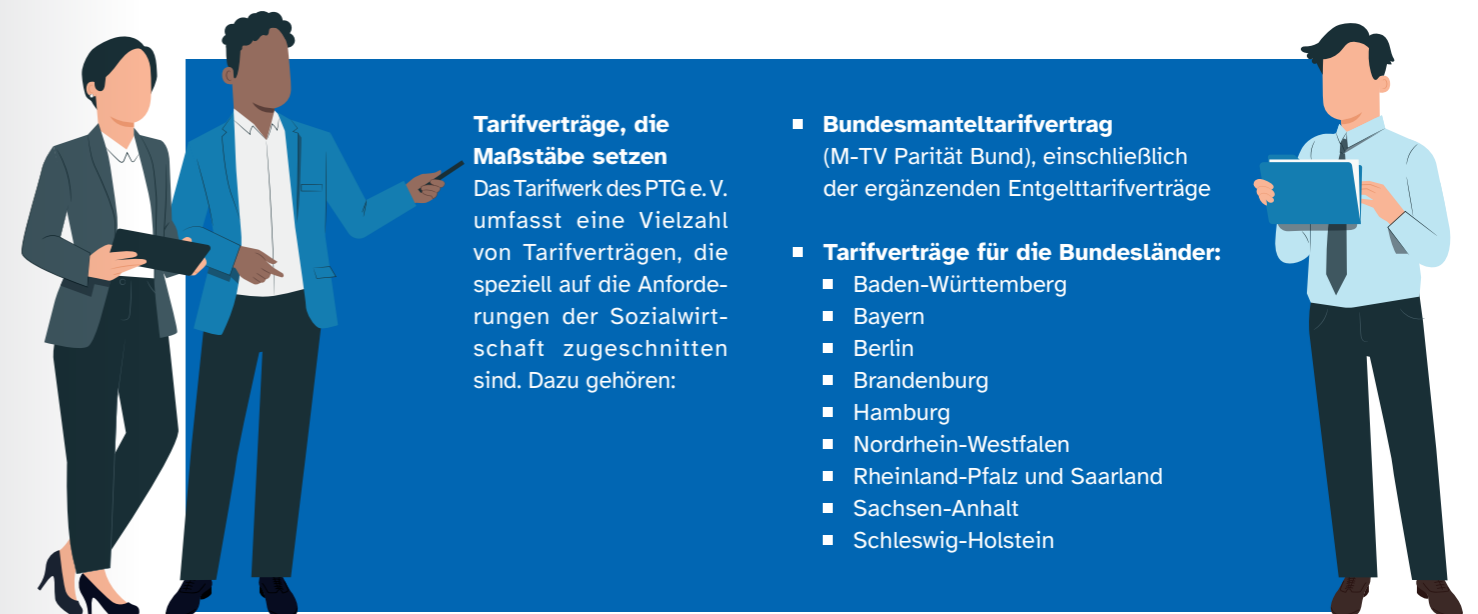 Tarifverträge, die
Maßstäbe setzen
Das Tarifwerk des PTG e. V.
umfasst eine Vielzahl
von Tarifverträgen, die
speziell auf die Anforde-
rungen der Sozialwirt-
schaft zugeschnitten
sind. Dazu gehören:
▪ Bundesmanteltarifvertrag
(M-TV Parität Bund), einschließlich
der ergänzenden Entgelttarifverträge
▪ Tarifverträge für die Bundesländer:
▪ Baden-Württemberg
▪ Bayern
▪ Berlin
▪ Brandenburg
▪ Hamburg
▪ Nordrhein-Westfalen
▪ Rheinland-Pfalz und Saarland
▪ Sachsen-Anhalt
▪ Schleswig-Holstein